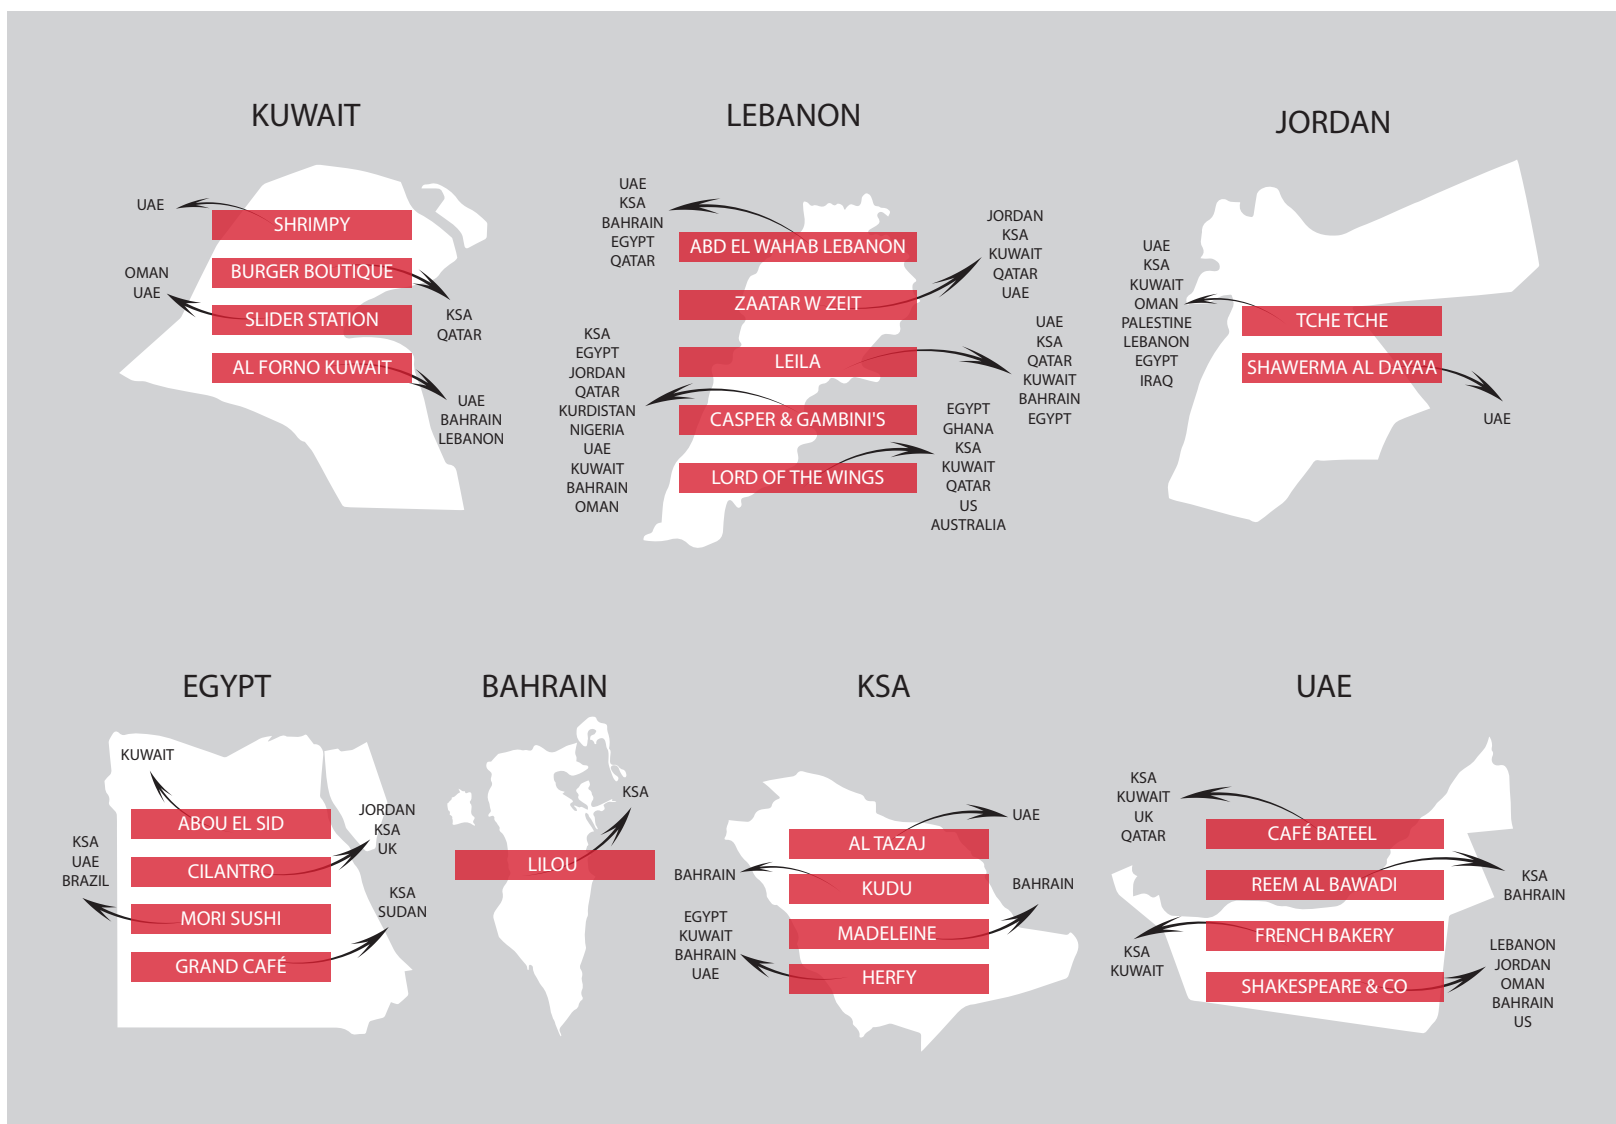 KUWAIT
UAE
SHRIMPY
BURGER BOUTIQUE
KSA
QATAR
OMAN
UAE
SLIDER STATION
AL FORNO KUWAIT
UAE
BAHRAIN
LEBANON
LEBANON
UAE
KSA
BAHRAIN
EGYPT
QATAR
ABD EL WAHAB LEBANON
ZAATAR W ZEIT
JORDAN
KSA
KUWAIT
QATAR
UAE
LEILA
UAE
KSA
QATAR
KUWAIT
BAHRAIN
EGYPT
KSA
EGYPT
JORDAN
QATAR
KURDISTAN
NIGERIA
UAE
KUWAIT
BAHRAIN
OMAN
CASPER & GAMBINI'S
LORD OF THE WINGS
EGYPT
GHANA
KSA
KUWAIT
QATAR
US
AUSTRALIA
JORDAN
UAE
KSA
KUWAIT
OMAN
PALESTINE
LEBANON
EGYPT
IRAQ
TCHE TCHE
SHAWERMA AL DAYA'A
UAE
EGYPT
KUWAIT
ABOU EL SID
CILANTRO
JORDAN
KSA
UK
KSA
UAE
BRAZIL
MORI SUSHI
GRAND CAFÉ
KSA
SUDAN
BAHRAIN
KSA
LILOU
KSA
AL TAZAJ
UAE
BAHRAIN
KUDU
MADELEINE
BAHRAIN
EGYPT
KUWAIT
BAHRAIN
UAE
HERFY
UAE
KSA
KUWAIT
UK
QATAR
CAFÉ BATEEL
REEM AL BAWADI
KSA
BAHRAIN
FRENCH BAKERY
KSA
KUWAIT
SHAKESPEARE & CO
LEBANON
JORDAN
OMAN
BAHRAIN
US